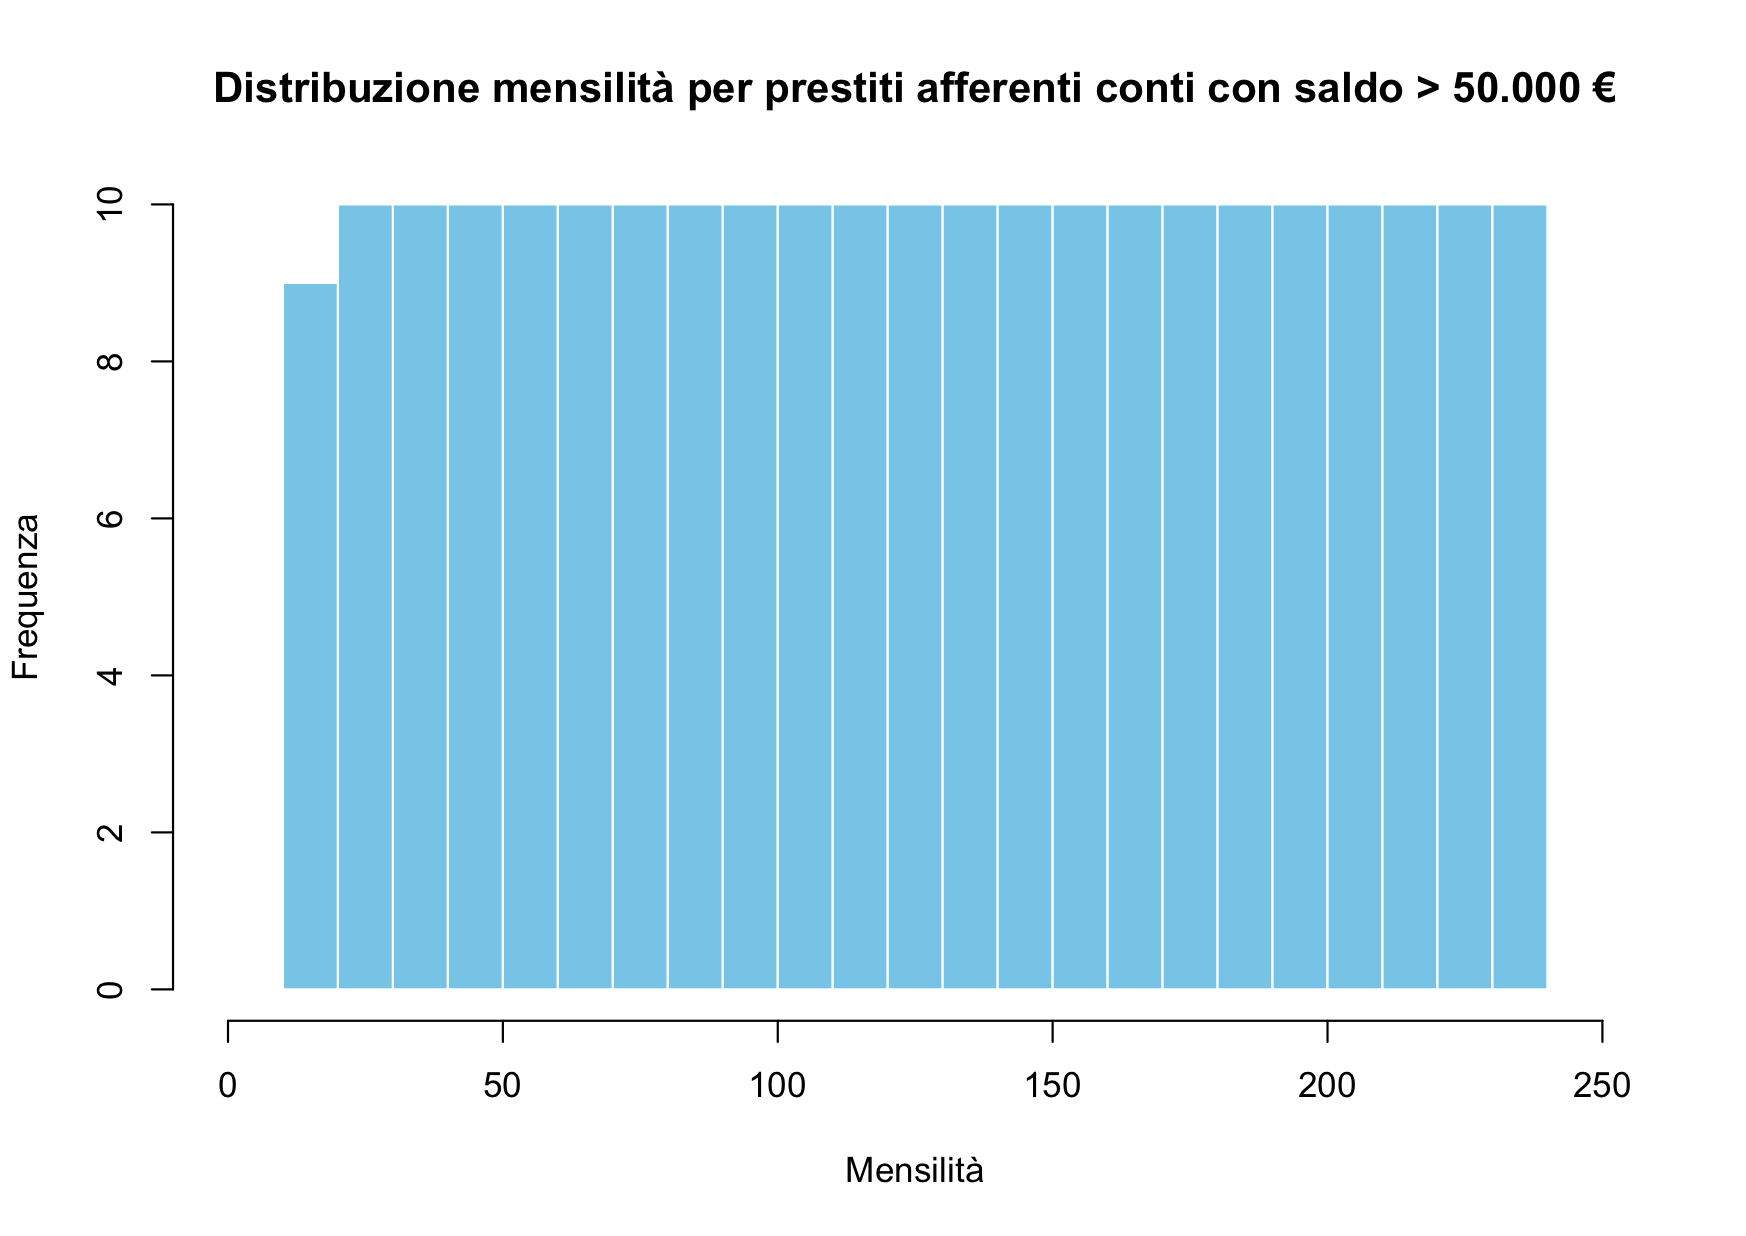 Distribuzione mensilità per prestiti afferenti conti con saldo > 50.000 €
Frequenza
10
8
6
4
2
0
0 50 100 150 200 250
Mensilità